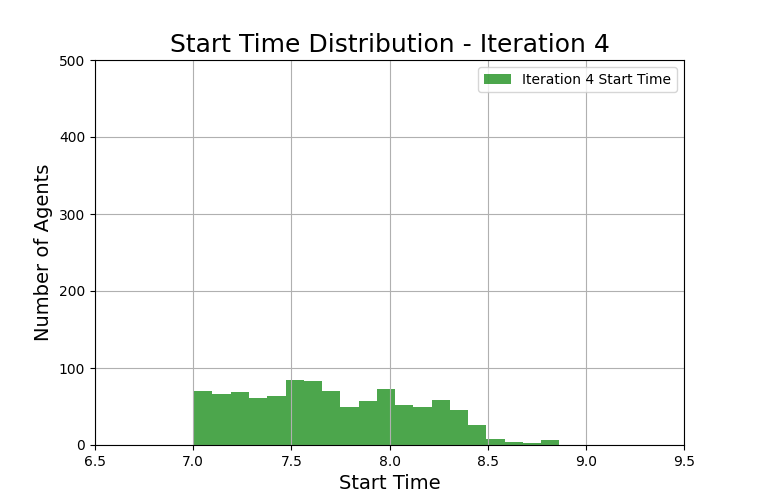 Start Time Distribution - Iteration 4
Iteration 4 Start Time
Number of Agents
500
400
300
200
100
0
6.5 7.0 7.5 8.0 8.5 9.0 9.5
Start Time